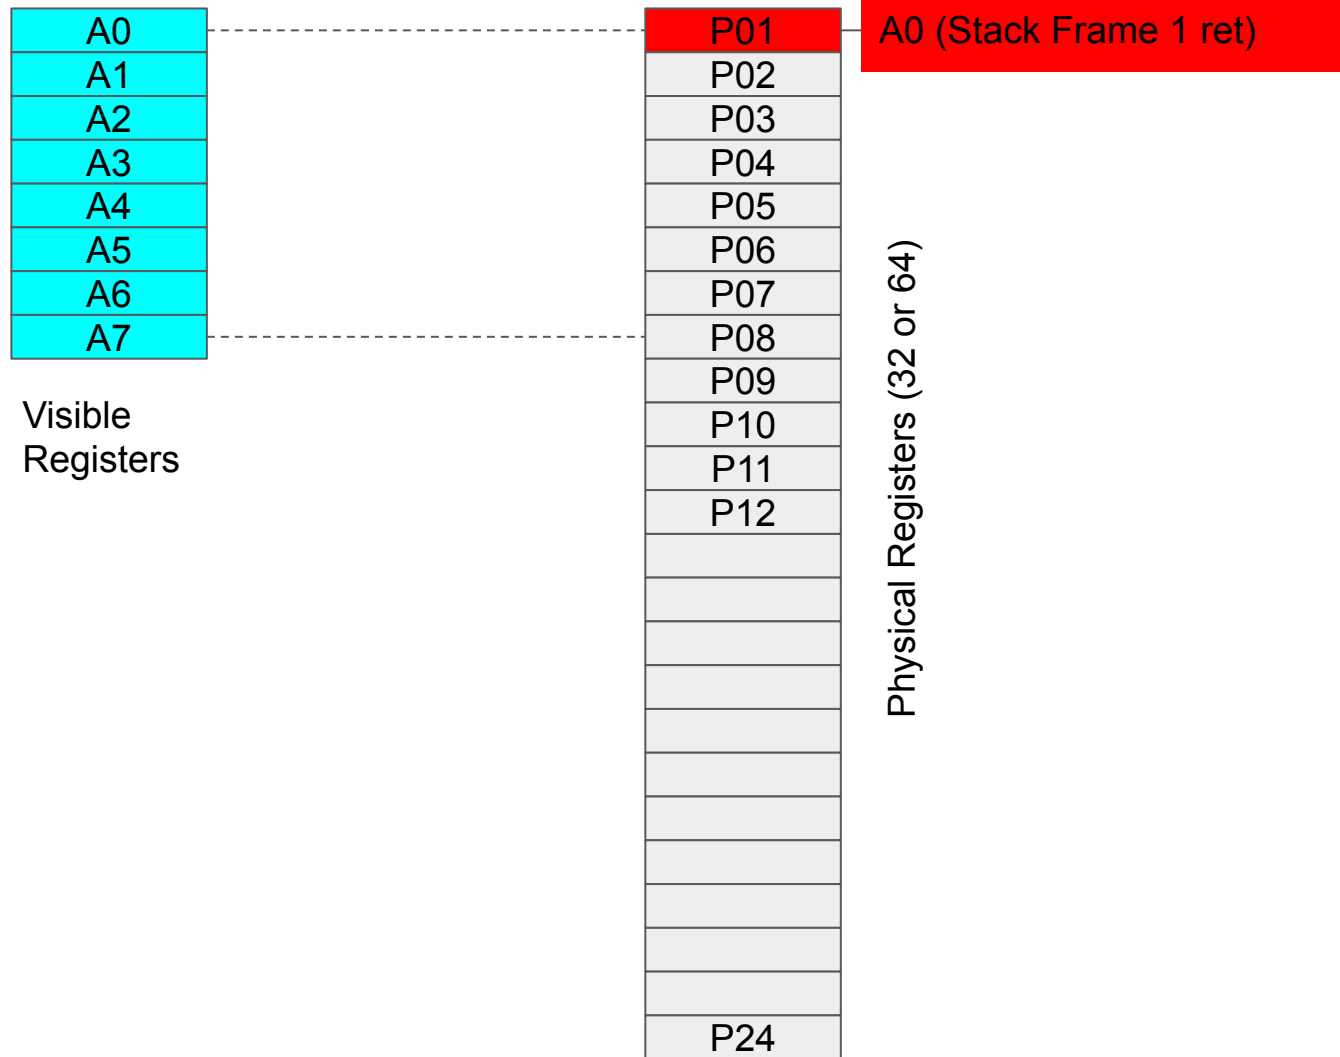 A0
A1
A2
A3
A4
A5
A6
A7
Visible
Registers
P01
P02
P03
P04
P05
P06
P07
P08
P09
P10
P11
P12
P24
A0 (Stack Frame 1 ret)
Physical Registers (32 or 64)